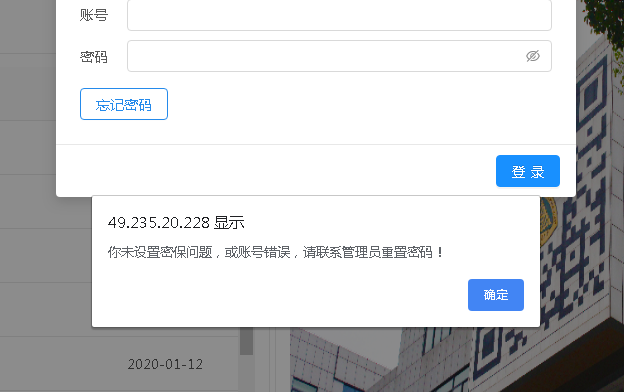 账号
密码
忘记密码
登 录
49.235.20.228 显示
你未设置密保问题，或账号错误，请联系管理员重置密码！
确定
2020-01-12